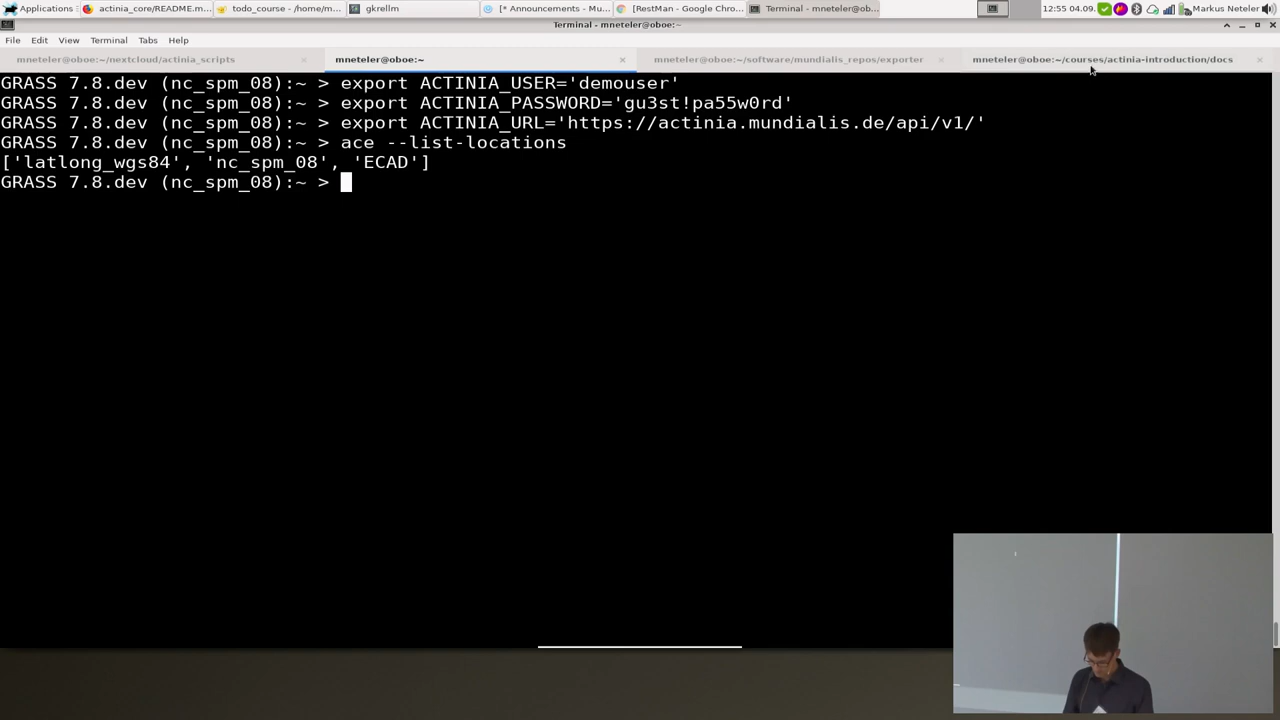 Applications
actinia_core/README.m...
todo_course - /home/m...
gkrellm
[* Announcements - Mu...
[RestMan - Google Chro...
Terminal - mneteler@ob...
12:55 04.09.
Markus Neteler
Terminal - mneteler@oboe:~
File Edit View Terminal Tabs Help
mneteler@oboe:~/nextcloud/actinia_scripts
mneteler@oboe:~
mneteler@oboe:~/software/mundialis_repos/exporter
mneteler@oboe:~/courses/actinia-introduction/docs
GRASS 7.8.dev (nc_spm_08):~ > export ACTINIA_USER='demouser'
GRASS 7.8.dev (nc_spm_08):~ > export ACTINIA_PASSWORD='gu3st!pa55w0rd'
GRASS 7.8.dev (nc_spm_08):~ > export ACTINIA_URL='https://actinia.mundialis.de/api/v1/'
GRASS 7.8.dev (nc_spm_08):~ > ace --list-locations
['latlong_wgs84', 'nc_spm_08', 'ECAD']
GRASS 7.8.dev (nc_spm_08):~ >